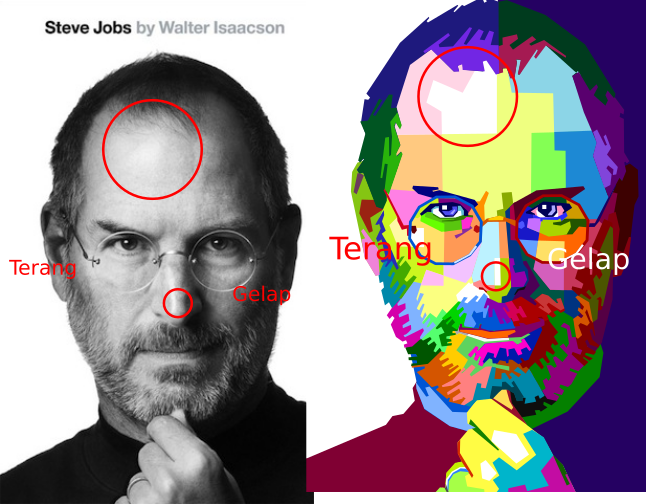 Steve Jobs by Walter Isaacson
Terang
Gelap
Terang
Gelap